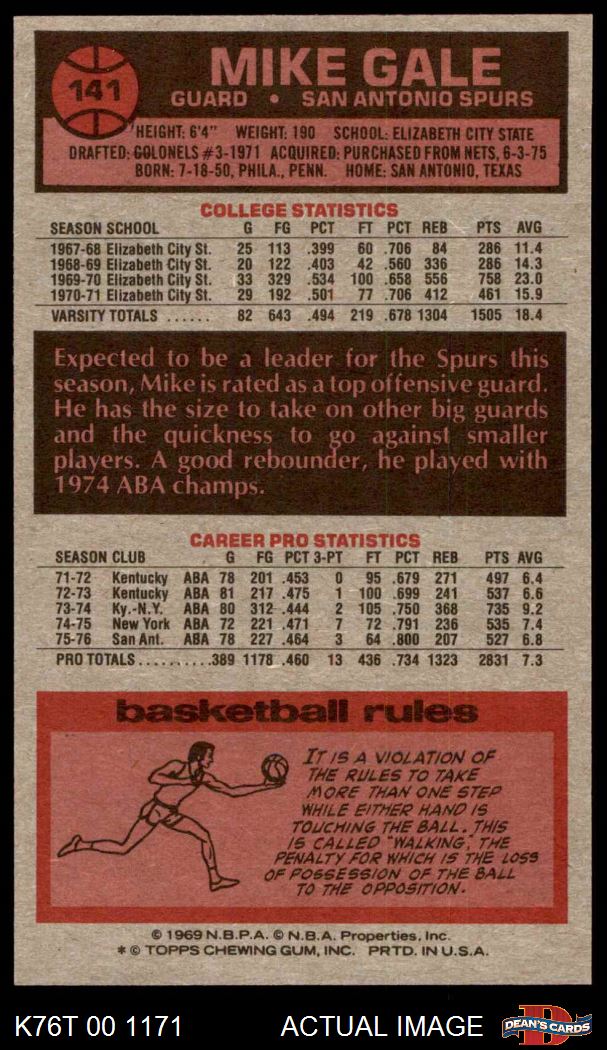 141
MIKE GALE
GUARD • SAN ANTONIO SPURS
HEIGHT: 6'4" WEIGHT: 190 SCHOOL: ELIZABETH CITY STATE
DRAFTED: COLONELS #3-1971 ACQUIRED: PURCHASED FROM NETS, 6-3-75
BORN: 7-18-50, PHILA., PENN. HOME: SAN ANTONIO, TEXAS
COLLEGE STATISTICS
SEASON SCHOOL G FG PCT FT PCT REB PTS AVG
1967-68 Elizabeth City St. 25 113 .399 60 .706 84 286 11.4
1968-69 Elizabeth City St. 20 122 .403 42 .560 336 286 14.3
1969-70 Elizabeth City St. 33 329 .534 100 .658 556 758 23.0
1970-71 Elizabeth City St. 29 192 .501 77 .706 412 461 15.9
VARSITY TOTALS ...... 82 643 .494 219 .678 1304 1505 18.4
Expected to be a leader for the Spurs this
season, Mike is rated as a top offensive guard.
He has the size to take on other big guards
and the quickness to go against smaller
players. A good rebounder, he played with
1974 ABA champs.
CAREER PRO STATISTICS
SEASON CLUB G FG PCT 3-PT FT PCT REB PTS AVG
71-72 Kentucky ABA 78 201 .453 0 95 .679 271 497 6.4
72-73 Kentucky ABA 81 217 .475 1 100 .699 241 537 6.6
73-74 Ky.-N.Y. ABA 80 312 .444 2 105 .750 368 735 9.2
74-75 New York ABA 72 221 .471 7 72 .791 236 535 7.4
75-76 San Ant. ABA 78 227 .464 3 64 .800 207 527 6.8
PRO TOTALS..........389 1178 .460 13 436 .734 1323 2831 7.3
basketball rules
IT IS A VIOLATION OF
THE RULES TO TAKE
MORE THAN ONE STEP
WHILE EITHER HAND IS
TOUCHING THE BALL. THIS
IS CALLED "WALKING," THE
PENALTY FOR WHICH IS THE LOSS
OF POSSESSION OF THE BALL
TO THE OPPOSITION.
© 1969 N.B.P.A. © N.B.A. Properties, Inc.
* © TOPPS CHEWING GUM, INC. PRTD. IN U.S.A.
K76T 00 1171 ACTUAL IMAGE DEAN'S CARDS